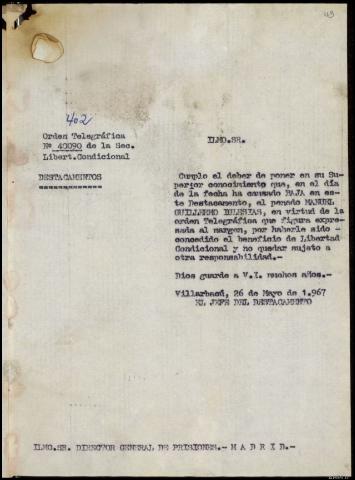 402
Orden Telegráfica
Nº 40090 de la Sec.
Libert.Condicional
DESTACAMENTOS
ILMO.SR.
Cumplo el deber de poner en su Su-
perior conocimiento que, en el día
de la fecha ha causado BAJA en es-
te Destacamento, el penado MANUEL
GUILLERMO IGLESIAS, en virtud de la
orden Telegráfica que figura expre-
sada al margen, por haberle sido -
concedido el beneficio de Libertad
Condicional y no quedar sujeto a
otra responsabilidad.-
Dios guarde a V.I. muchos años.-
Villarbacú, 26 de Mayo de 1.967
EL JEFE DEL DESTACAMENTO
ILMO.SR. DIRECTOR GENERAL DE PRISIONES.- M A D R I D.-